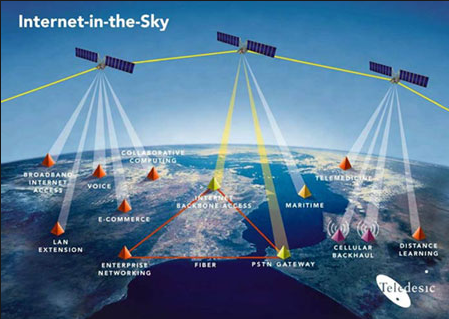 Internet-in-the-Sky
COLLABORATIVE
COMPUTING
BROADBAND
INTERNET
ACCESS
VOICE
TELEMEDICINE
INTERNET
BACKBONE ACCESS
MARITIME
E-COMMERCE
LAN
EXTENSION
CELLULAR
BACKHAUL
DISTANCE
LEARNING
ENTERPRISE
NETWORKING
FIBER
PSTN GATEWAY
Teledesic